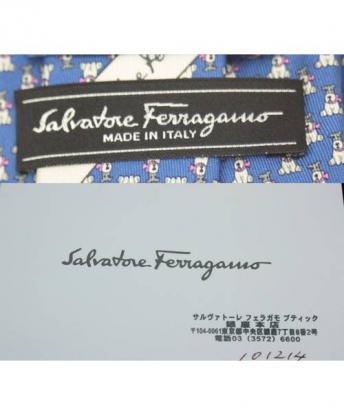 Salvatore Ferragamo
MADE IN ITALY
Salvatore Ferragamo
サルヴァトーレ フェラガモ ブティック
銀座本店
〒104-0061東京都中央区銀座7丁目8番2号
電話03 (3572) 6600
101214